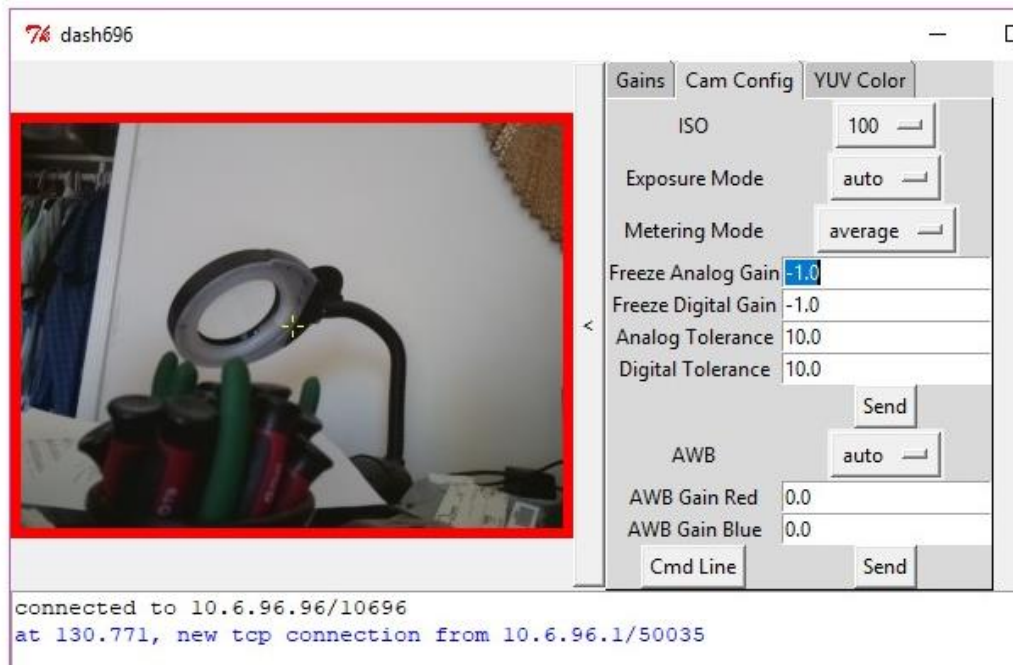 dash696
Gains Cam Config YUV Color
ISO 100
Exposure Mode auto
Metering Mode average
Freeze Analog Gain -1.0
Freeze Digital Gain -1.0
Analog Tolerance 10.0
Digital Tolerance 10.0
<
Send
AWB auto
AWB Gain Red 0.0
AWB Gain Blue 0.0
Cmd Line Send
connected to 10.6.96.96/10696
at 130.771, new tcp connection from 10.6.96.1/50035